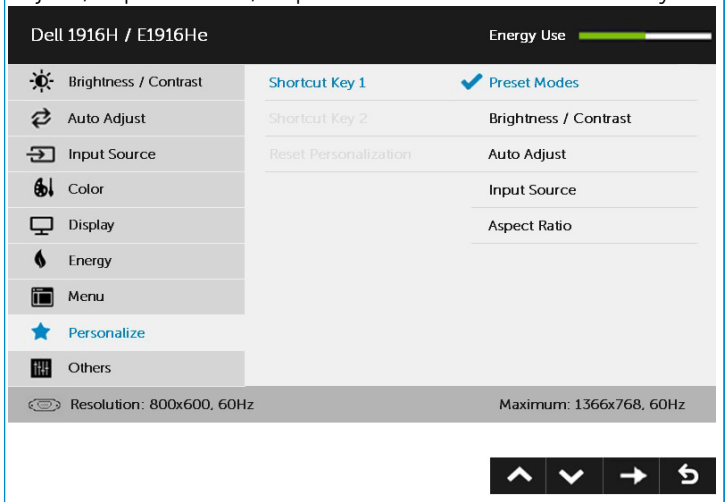 Dell 1916H / E1916He
Energy Use
Brightness / Contrast
Shortcut Key 1
Preset Modes
Auto Adjust
Shortcut Key 2
Brightness / Contrast
Input Source
Reset Personalization
Auto Adjust
Color
Input Source
Display
Aspect Ratio
Energy
Menu
Personalize
Others
Resolution: 800x600, 60Hz
Maximum: 1366x768, 60Hz